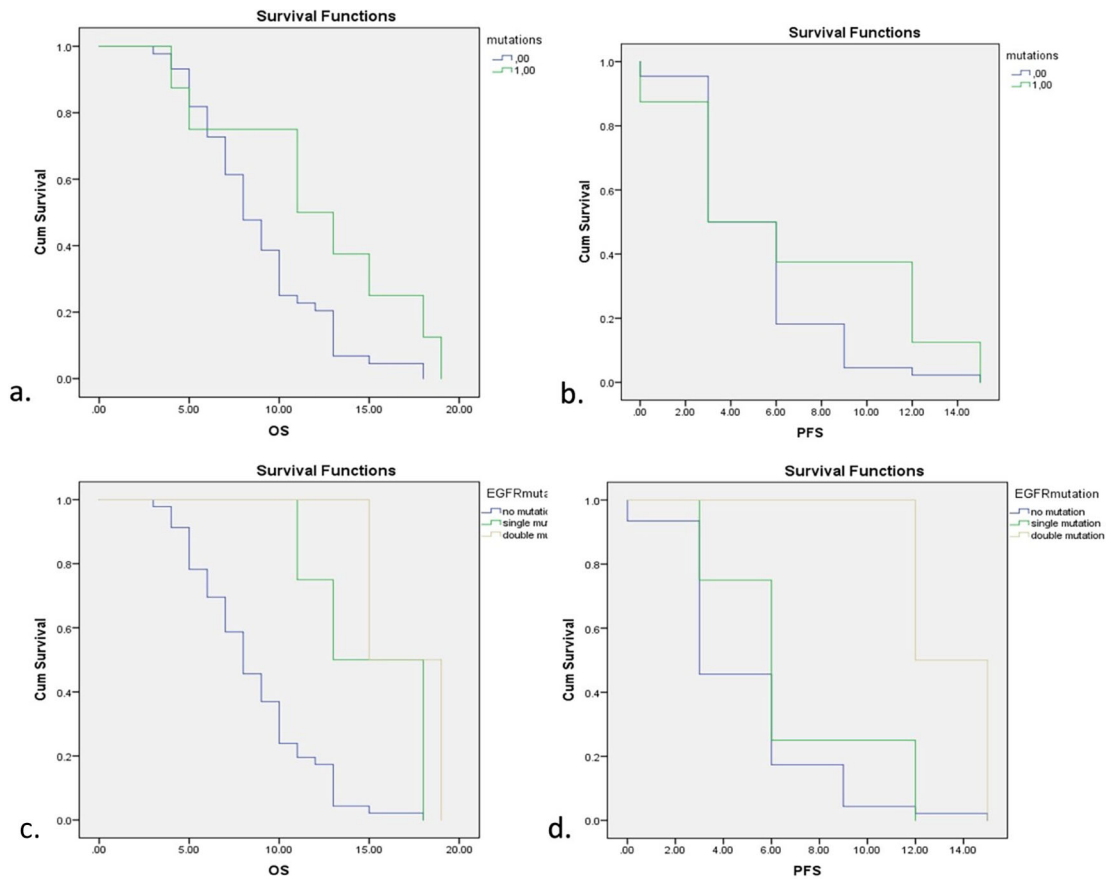 Survival Functions
mutations
,00
1,00
1.0
0.8
0.6
0.4
0.2
0.0
Cum Survival
.00
5.00
10.00
15.00
20.00
OS
a.
Survival Functions
mutations
,00
1,00
1.0
0.8
0.6
0.4
0.2
0.0
Cum Survival
.00
2.00
4.00
6.00
8.00
10.00
12.00
14.00
PFS
b.
Survival Functions
EGFRmuta
no mutatic
single mut
double mu
1.0
0.8
0.6
0.4
0.2
0.0
Cum Survival
.00
5.00
10.00
15.00
20.00
OS
c.
Survival Functions
EGFRmutation
no mutation
single mutation
double mutation
1.0
0.8
0.6
0.4
0.2
0.0
Cum Survival
.00
2.00
4.00
6.00
8.00
10.00
12.00
14.00
PFS
d.